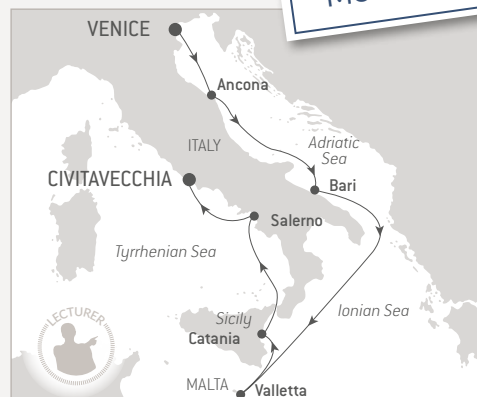 VENICE
Ancona
ITALY
Adriatic
Sea
CIVITAVECCHIA
Bari
Salerno
Tyrrhenian Sea
Ionian Sea
LECTURER
Sicily
Catania
MALTA
Valletta